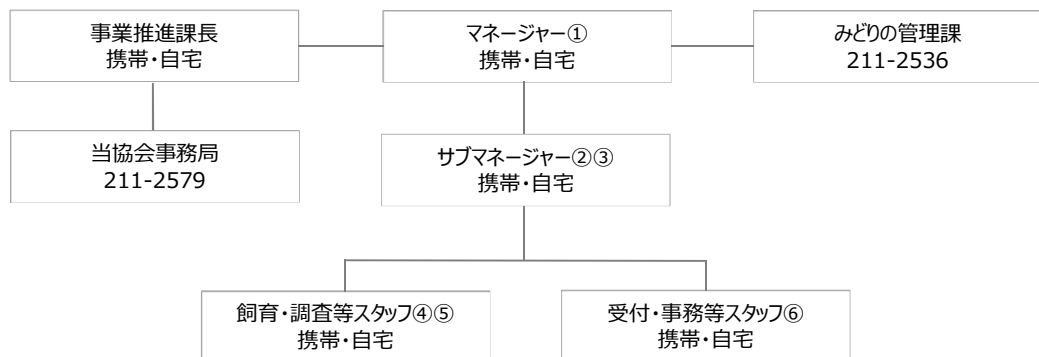 事業推進課長
携帯・自宅
マネージャー①
携帯・自宅
みどりの管理課
211-2536
当協会事務局
211-2579
サブマネージャー②③
携帯・自宅
飼育・調査等スタッフ④⑤
携帯・自宅
受付・事務等スタッフ⑥
携帯・自宅